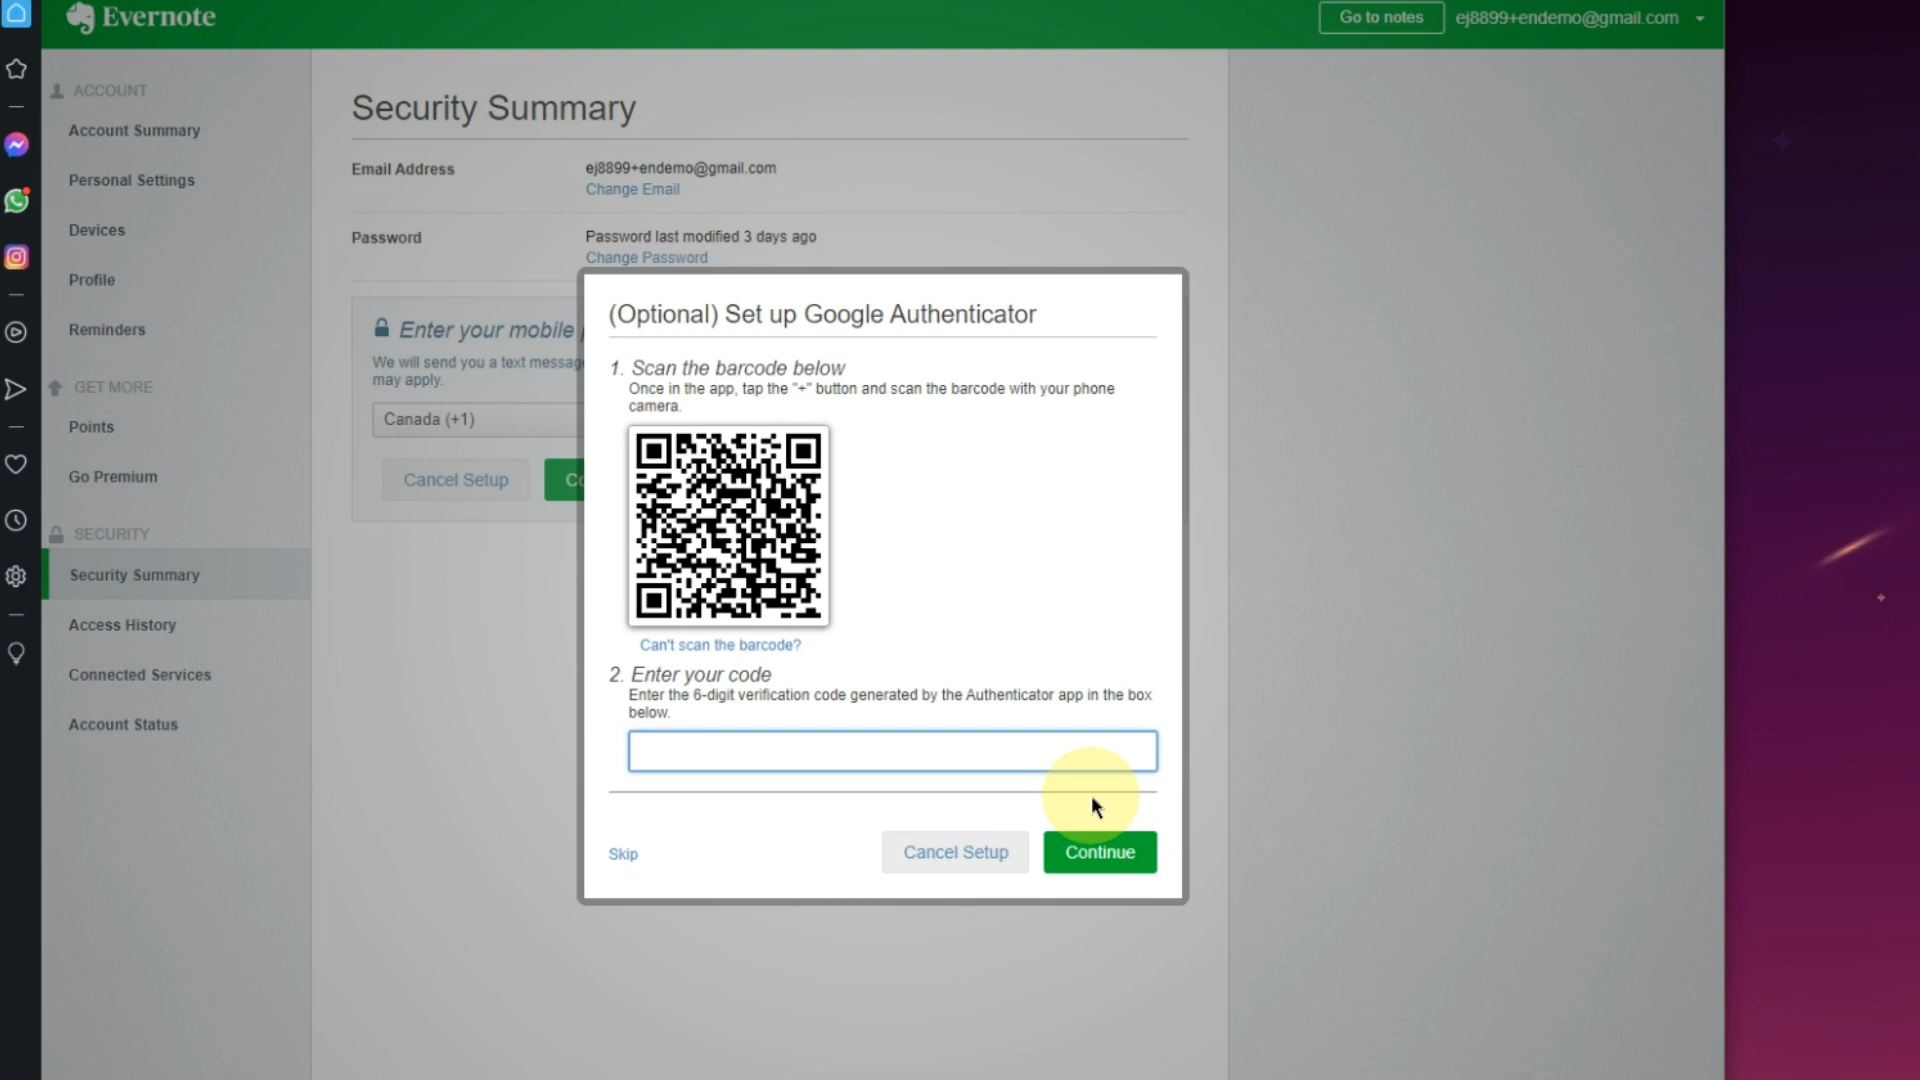 Evernote
Go to notes
ej8899+endemo@gmail.com
ACCOUNT
Account Summary
Personal Settings
Devices
Profile
Reminders
GET MORE
Points
Go Premium
SECURITY
Security Summary
Access History
Connected Services
Account Status
Security Summary
Email Address
ej8899+endemo@gmail.com
Change Email
Password
Password last modified 3 days ago
Change Password
Enter your mobile
We will send you a text messag
may apply.
Canada (+1)
Cancel Setup
Co
(Optional) Set up Google Authenticator
1. Scan the barcode below
Once in the app, tap the "+" button and scan the barcode with your phone
camera.
Can't scan the barcode?
2. Enter your code
Enter the 6-digit verification code generated by the Authenticator app in the box
below.
Skip
Cancel Setup
Continue